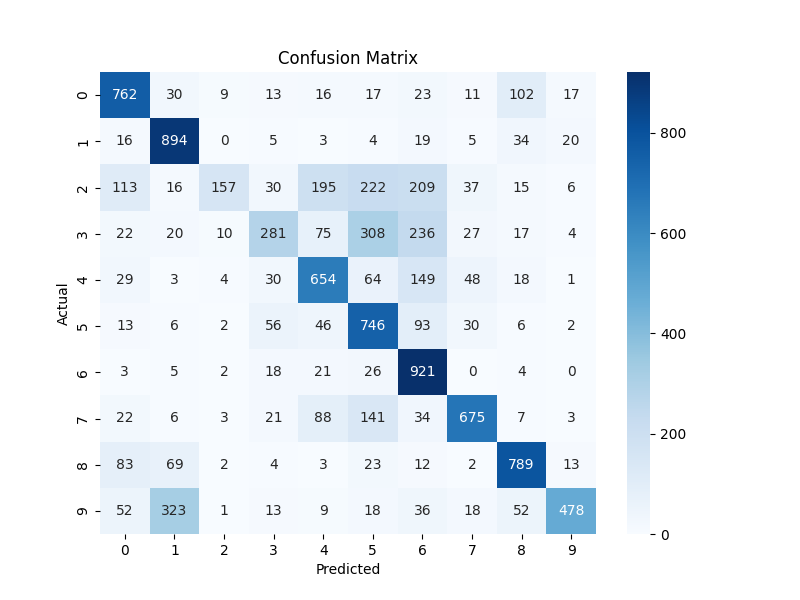 Confusion Matrix
0 762 30 9 13 16 17 23 11 102 17
1 16 894 0 5 3 4 19 5 34 20
2 113 16 157 30 195 222 209 37 15 6
3 22 20 10 281 75 308 236 27 17 4
4 29 3 4 30 654 64 149 48 18 1
5 13 6 2 56 46 746 93 30 6 2
6 3 5 2 18 21 26 921 0 4 0
7 22 6 3 21 88 141 34 675 7 3
8 83 69 2 4 3 23 12 2 789 13
9 52 323 1 13 9 18 36 18 52 478
0 1 2 3 4 5 6 7 8 9
Predicted
Actual
800
600
400
200
0